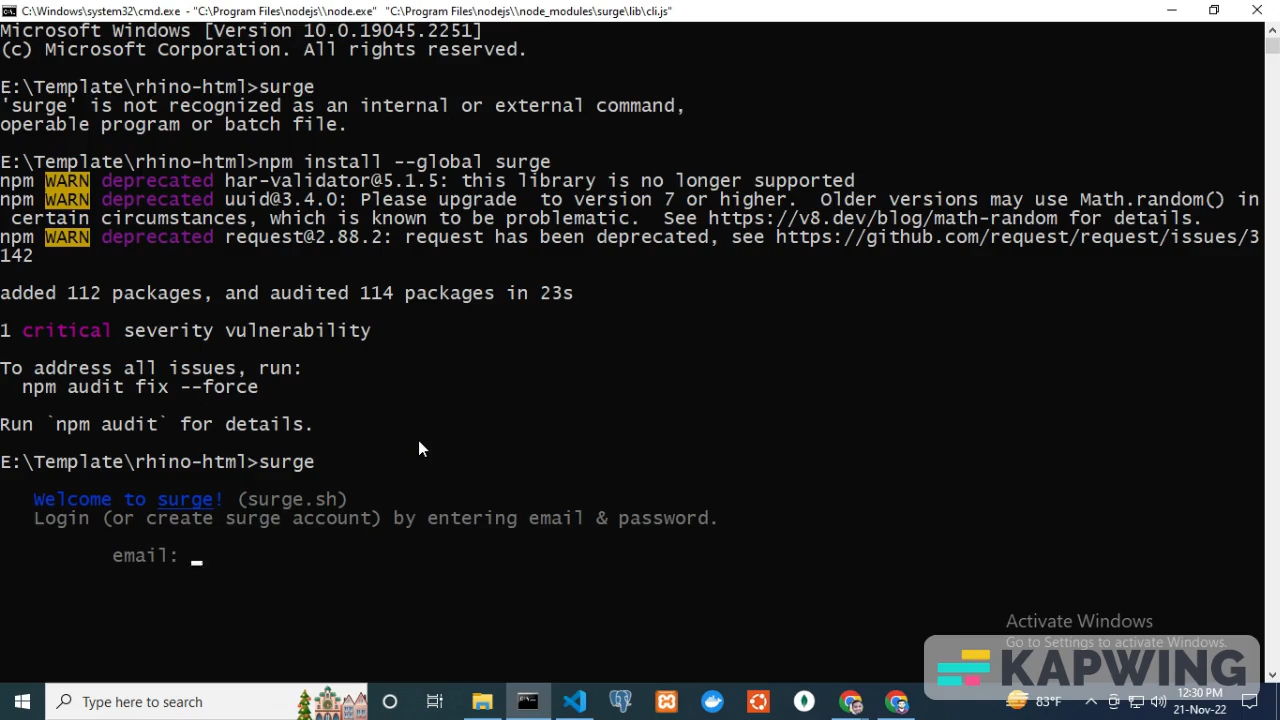 C:\Windows\system32\cmd.exe - "C:\Program Files\nodejs\\node.exe"  "C:\Program Files\nodejs\\node_modules\surge\lib\cli.js"
Microsoft Windows [Version 10.0.19045.2251]
(c) Microsoft Corporation. All rights reserved.
E:\Template\rhino-html>surge
'surge' is not recognized as an internal or external command,
operable program or batch file.
E:\Template\rhino-html>npm install --global surge
npm WARN deprecated har-validator@5.1.5: this library is no longer supported
npm WARN deprecated uuid@3.4.0: Please upgrade  to version 7 or higher.  Older versions may use Math.random() in
 certain circumstances, which is known to be problematic.  See https://v8.dev/blog/math-random for details.
npm WARN deprecated request@2.88.2: request has been deprecated, see https://github.com/request/request/issues/3
142
added 112 packages, and audited 114 packages in 23s
1 critical severity vulnerability
To address all issues, run:
  npm audit fix --force
Run `npm audit` for details.
E:\Template\rhino-html>surge
   Welcome to surge! (surge.sh)
   Login (or create surge account) by entering email & password.
          email:
Activate Windows
Go to Settings to activate Windows.
KAPWING
Type here to search
83°F
12:30 PM
21-Nov-22